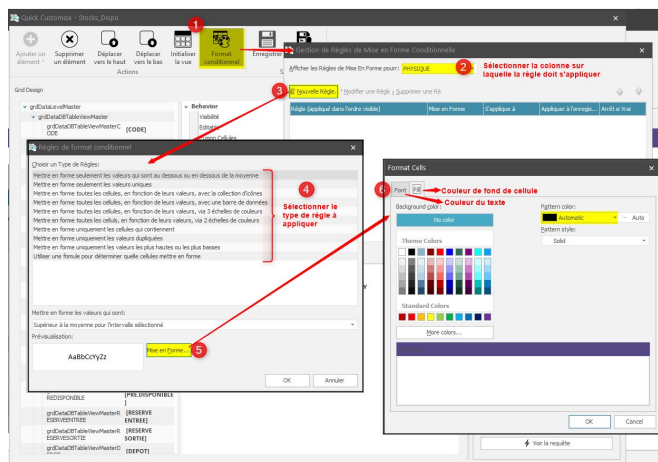 Quick Customize - Stocks_Dispo
1
Ajouter un élément
Supprimer un élément
Déplacer vers le haut
Déplacer vers le bas
Initialiser la vue
Format conditionnel
Enregistrer
Actions
Gestion de Règles de Mise en Forme Conditionnelle
Afficher les Règles de Mise En Forme pour:
PHYSIQUE
2
Sélectionner la colonne sur
laquelle la règle doit s'appliquer
3
Nouvelle Règle.
Modifier une Règl
Supprimer une Rè
Règle (appliqué dans l'ordre visible)
Mise en Forme
S'applique à
Appliquer à l'enregis...
Arrêt si Vrai
Grid Design
grdDataLevelMaster
grdDataDBTableViewMaster
grdDataDBTableViewMasterC
ODE
[CODE]
Behavior
Visibilité
Editable
Règles de format conditionnel
Choisir un Type de Règles:
Mettre en forme seulement les valeurs qui sont au dessous ou en dessous de la moyenne
Mettre en forme seulement les valeurs uniques
Mettre en forme toutes les cellules, en fonction de leurs valeurs, avec la collection d'icônes
Mettre en forme toutes les cellules, en fonction de leurs valeurs, avec une barre de données
Mettre en forme toutes les cellules, en fonction de leurs valeurs, via 3 échelles de couleurs
Mettre en forme toutes les celluls, en fonction de leurs valeurs, via 2 échelles de couleurs
Mettre en forme uniquement les cellules qui contiennent
Mettre en forme uniquement les valeurs dupliquées
Mettre en forme uniquement les valeurs les plus hautes ou les plus basses
Utiliser une fomule pour déterminer quelle cellules mettre en forme
4
Sélectionner le
type de règle à
appliquer
Mettre en forme les valeurs qui sont:
Supérieur à la moyenne pour l'intervalle sélectionné
Prévisualisation:
AaBbCcYyZz
Mise en Forme...
5
OK
Annuler
Format Cells
6
Font
Fill
Couleur de fond de cellule
Couleur du texte
Background color:
No color
Theme Colors
Standard Colors
More colors...
Pattern color:
Automatic
...
Auto
Pattern style:
Solid
OK
Cancel
REDISPONIBLE
[PRE.DISPONIBLE
]
grdDataDBTableViewMasterR
ESERVEENTREE
[RESERVE
ENTREE]
grdDataDBTableViewMasterR
ESERVESORTIE
[RESERVE
SORTIE]
grdDataDBTableViewMasterD
[DEPOT]
Voir la requête